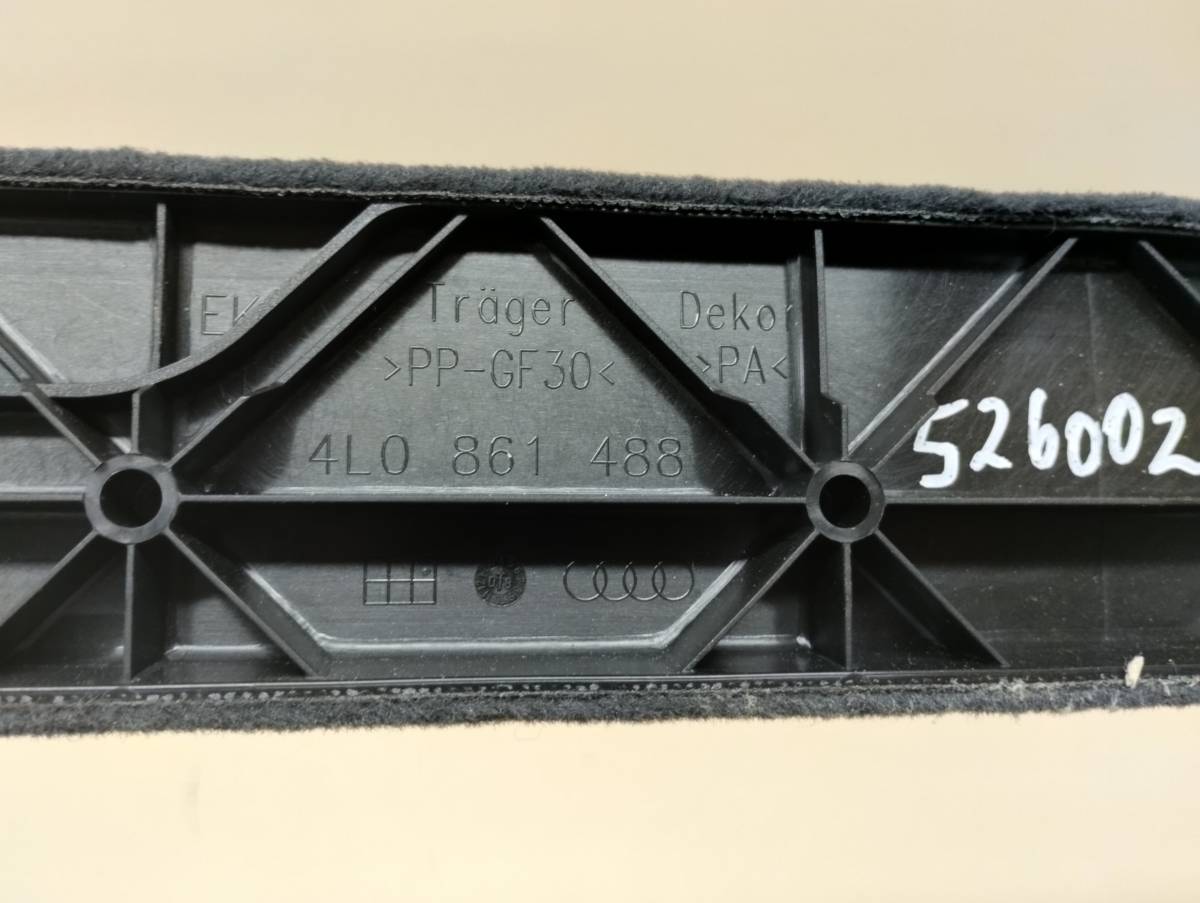 Träger
>PP-GF30<
Dekor
>PA<
4L0 861 488
526002